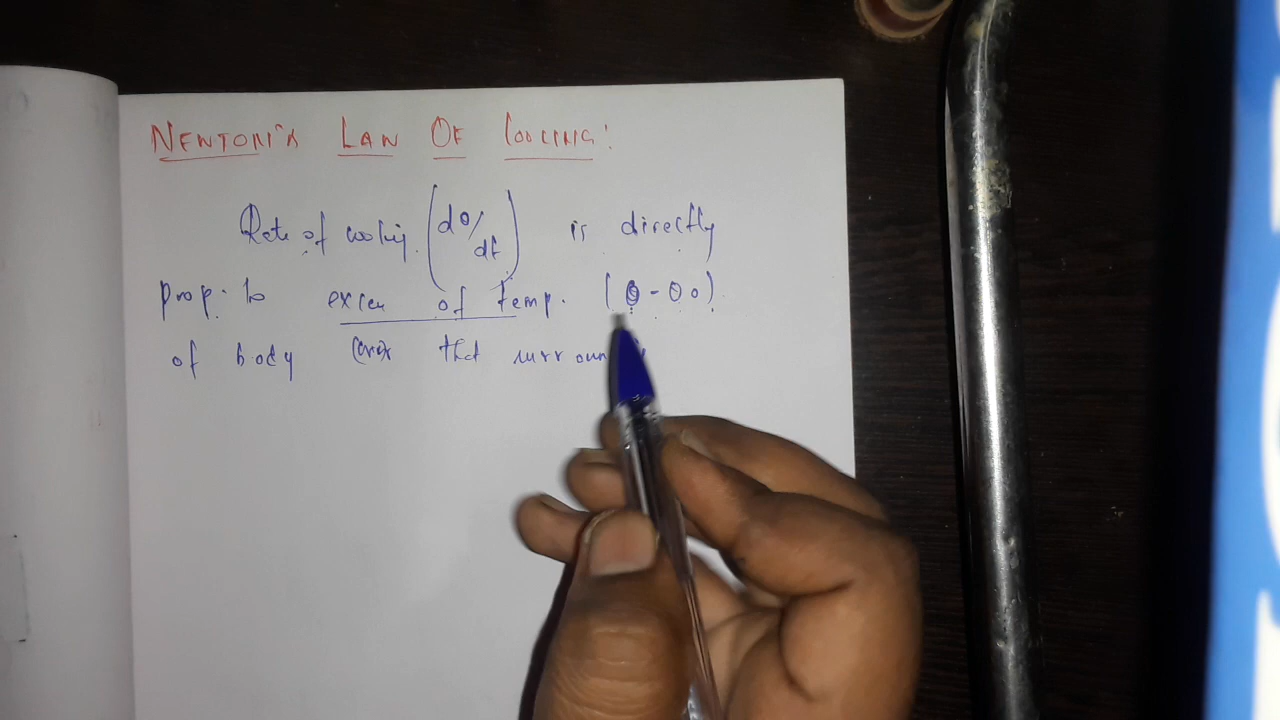 NEWTON'S LAW OF COOLING:
Rate of cooling (dθ/dt) is directly
prop. to excess of temp. (θ-θ0)
of body over that surroun